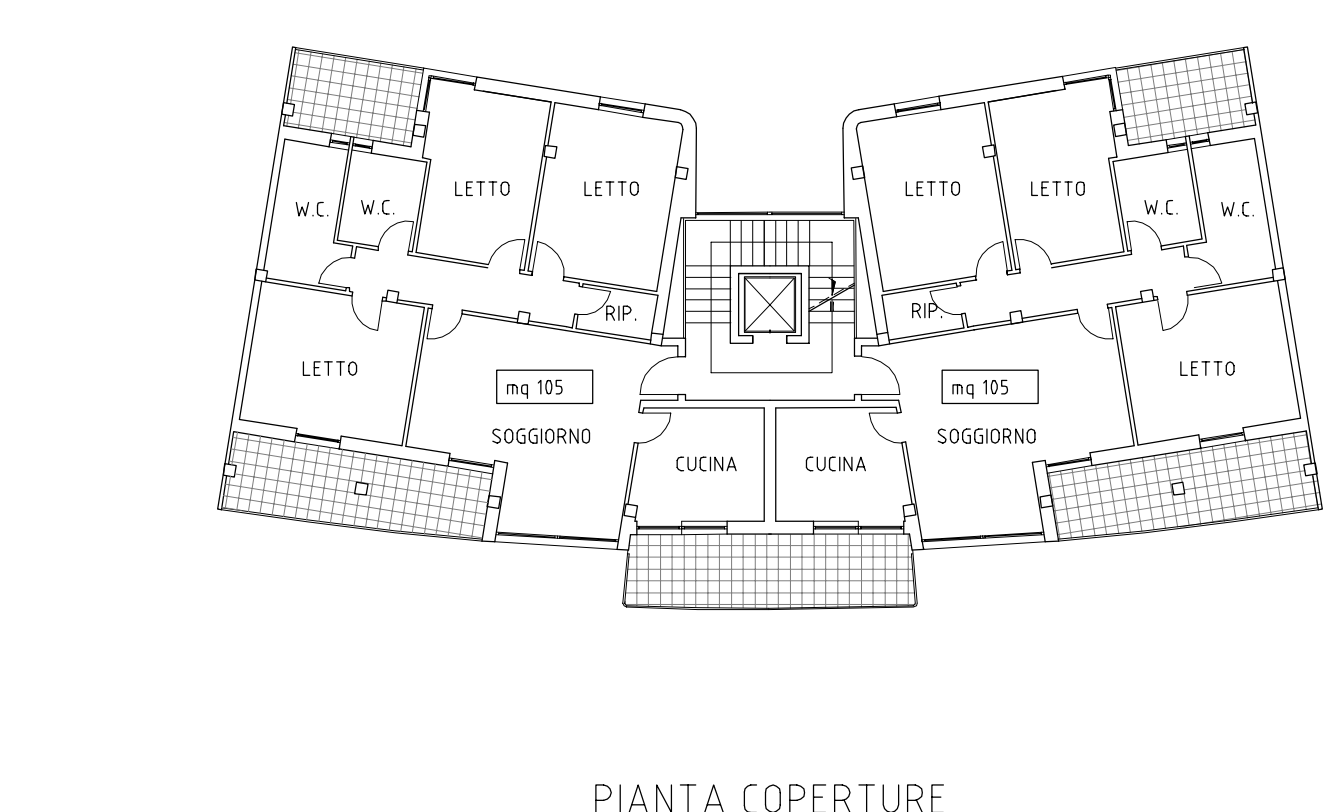 LETTO LETTO LETTO LETTO
W.C. W.C. W.C. W.C.
RIP. RIP.
LETTO LETTO
mq 105 mq 105
SOGGIORNO SOGGIORNO
CUCINA CUCINA
PIANTA COPERTURE